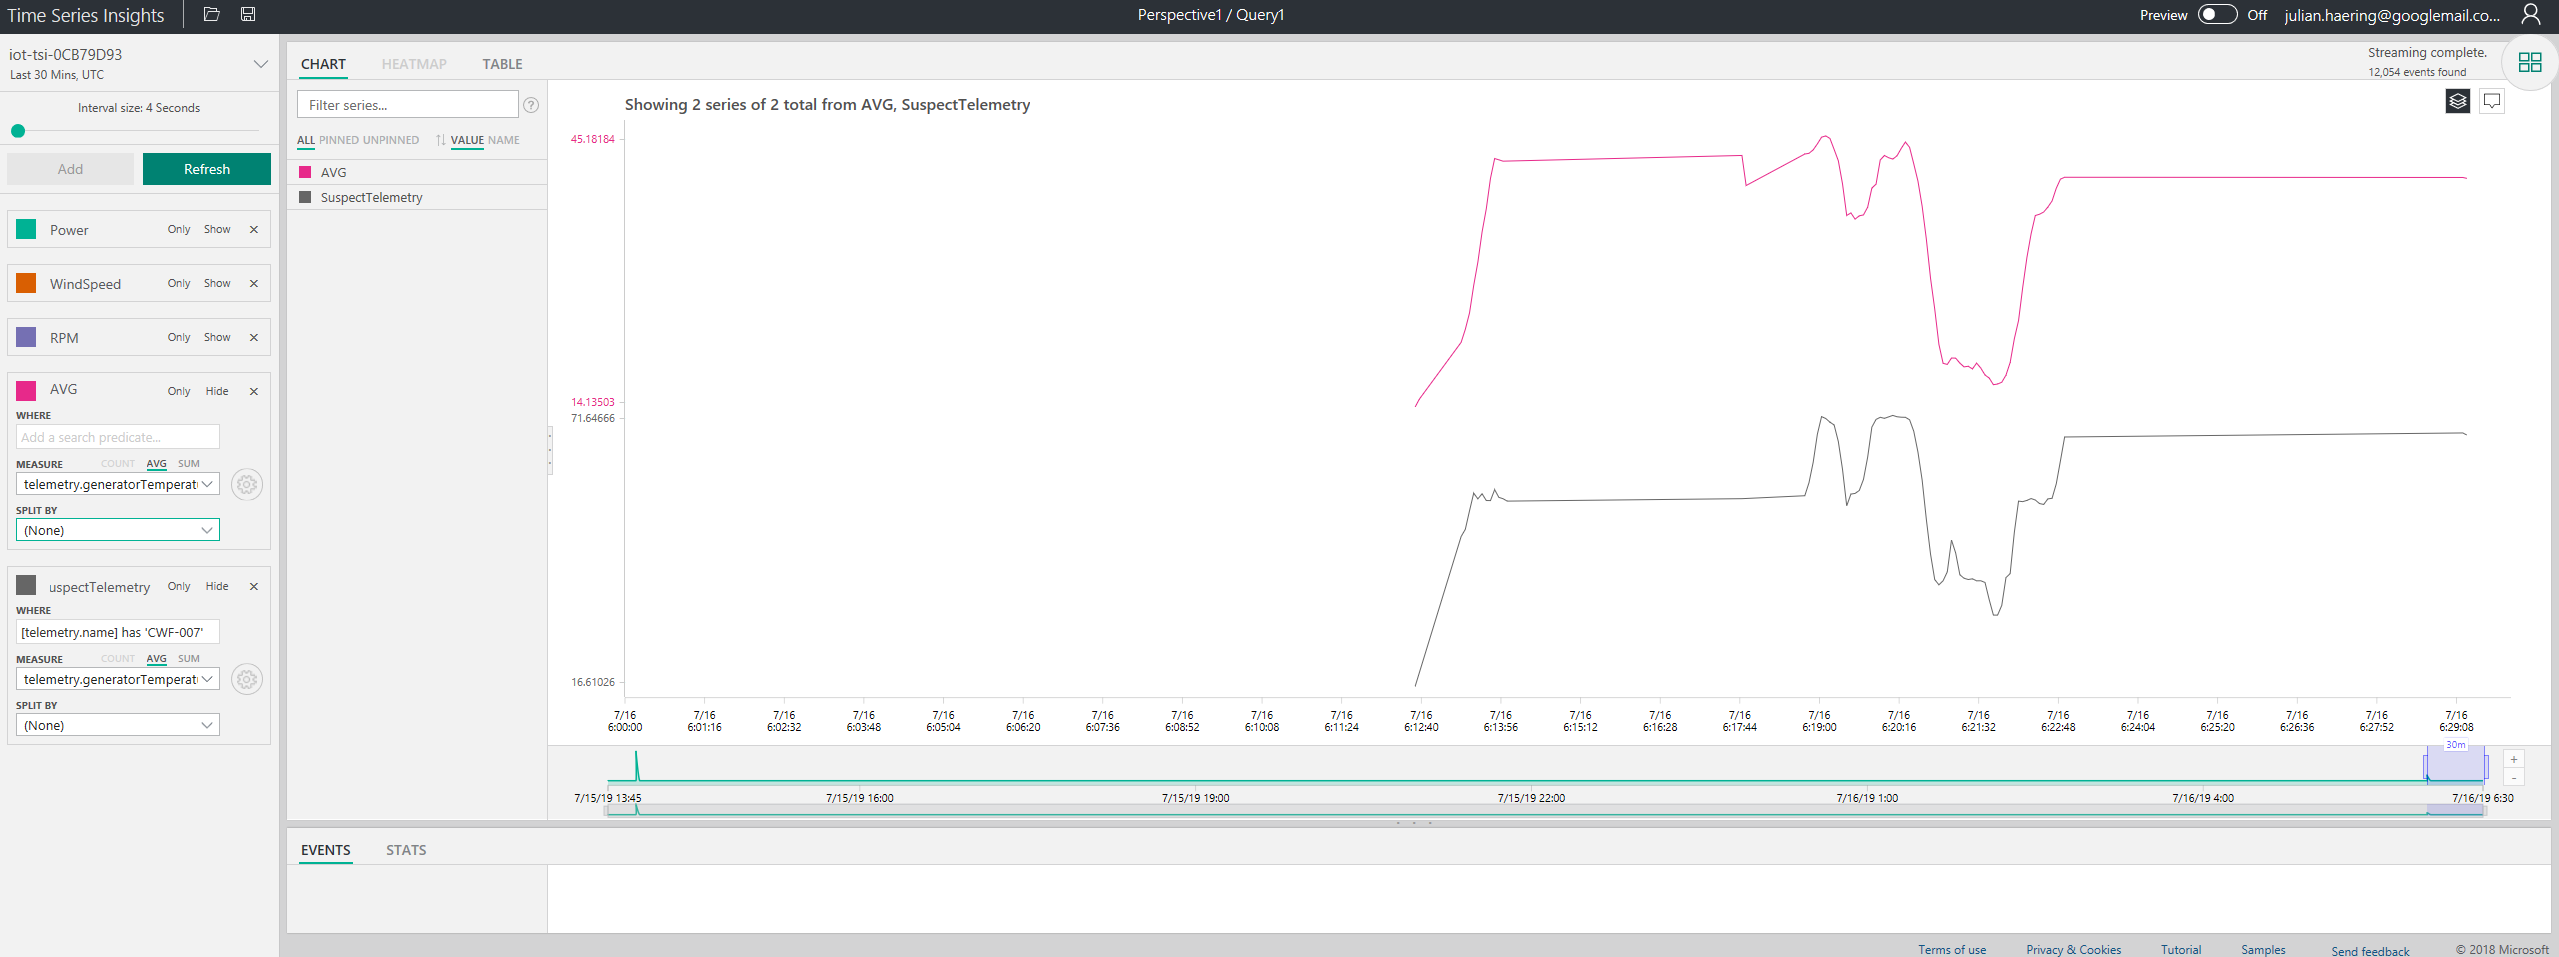 Time Series Insights
Perspective1 / Query1
Preview Off julian.haering@googlemail.co...
iot-tsi-0CB79D93
Last 30 Mins, UTC
Interval size: 4 Seconds
Add Refresh
Power Only Show ×
WindSpeed Only Show ×
RPM Only Show ×
AVG Only Hide ×
WHERE
Add a search predicate...
MEASURE COUNT AVG SUM
telemetry.generatorTemperat
SPLIT BY
(None)
uspectTelemetry Only Hide ×
WHERE
[telemetry.name] has 'CWF-007'
MEASURE COUNT AVG SUM
telemetry.generatorTemperat
SPLIT BY
(None)
CHART HEATMAP TABLE
Streaming complete.
12,054 events found
Filter series... ?
ALL PINNED UNPINNED VALUE NAME
AVG
SuspectTelemetry
Showing 2 series of 2 total from AVG, SuspectTelemetry
45.18184
14.13503
71.64666
16.61026
7/16 7/16 7/16 7/16 7/16 7/16 7/16 7/16 7/16 7/16 7/16 7/16 7/16 7/16 7/16 7/16 7/16 7/16 7/16 7/16 7/16 7/16 7/16 7/16
6:00:00 6:01:16 6:02:32 6:03:48 6:05:04 6:06:20 6:07:36 6:08:52 6:10:08 6:11:24 6:12:40 6:13:56 6:15:12 6:16:28 6:17:44 6:19:00 6:20:16 6:21:32 6:22:48 6:24:04 6:25:20 6:26:36 6:27:52 6:29:08
30m
+
-
7/15/19 13:45 7/15/19 16:00 7/15/19 19:00 7/15/19 22:00 7/16/19 1:00 7/16/19 4:00 7/16/19 6:30
EVENTS STATS
Terms of use Privacy & Cookies Tutorial Samples Send feedback © 2018 Microsoft